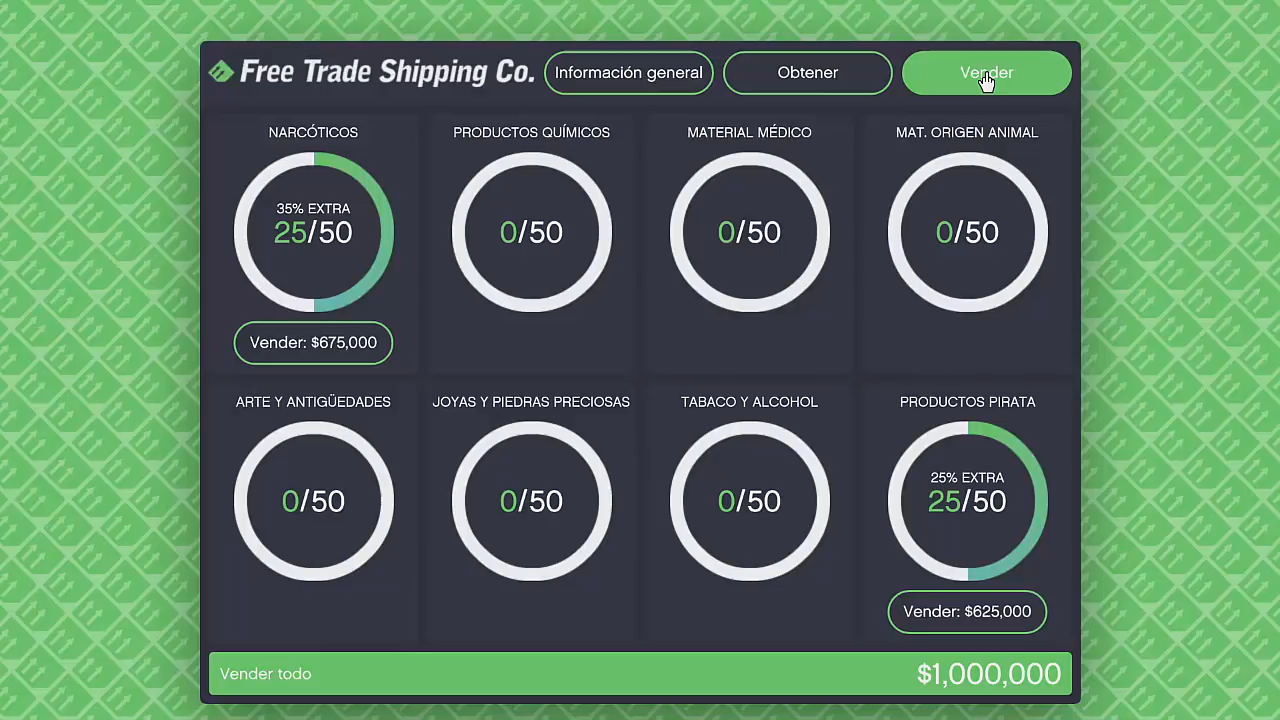 Free Trade Shipping Co.
Información general
Obtener
Vender
NARCÓTICOS
PRODUCTOS QUÍMICOS
MATERIAL MÉDICO
MAT. ORIGEN ANIMAL
35% EXTRA
25/50
0/50
0/50
0/50
Vender: $675,000
ARTE Y ANTIGÜEDADES
JOYAS Y PIEDRAS PRECIOSAS
TABACO Y ALCOHOL
PRODUCTOS PIRATA
0/50
0/50
0/50
25% EXTRA
25/50
Vender: $625,000
Vender todo
$1,000,000